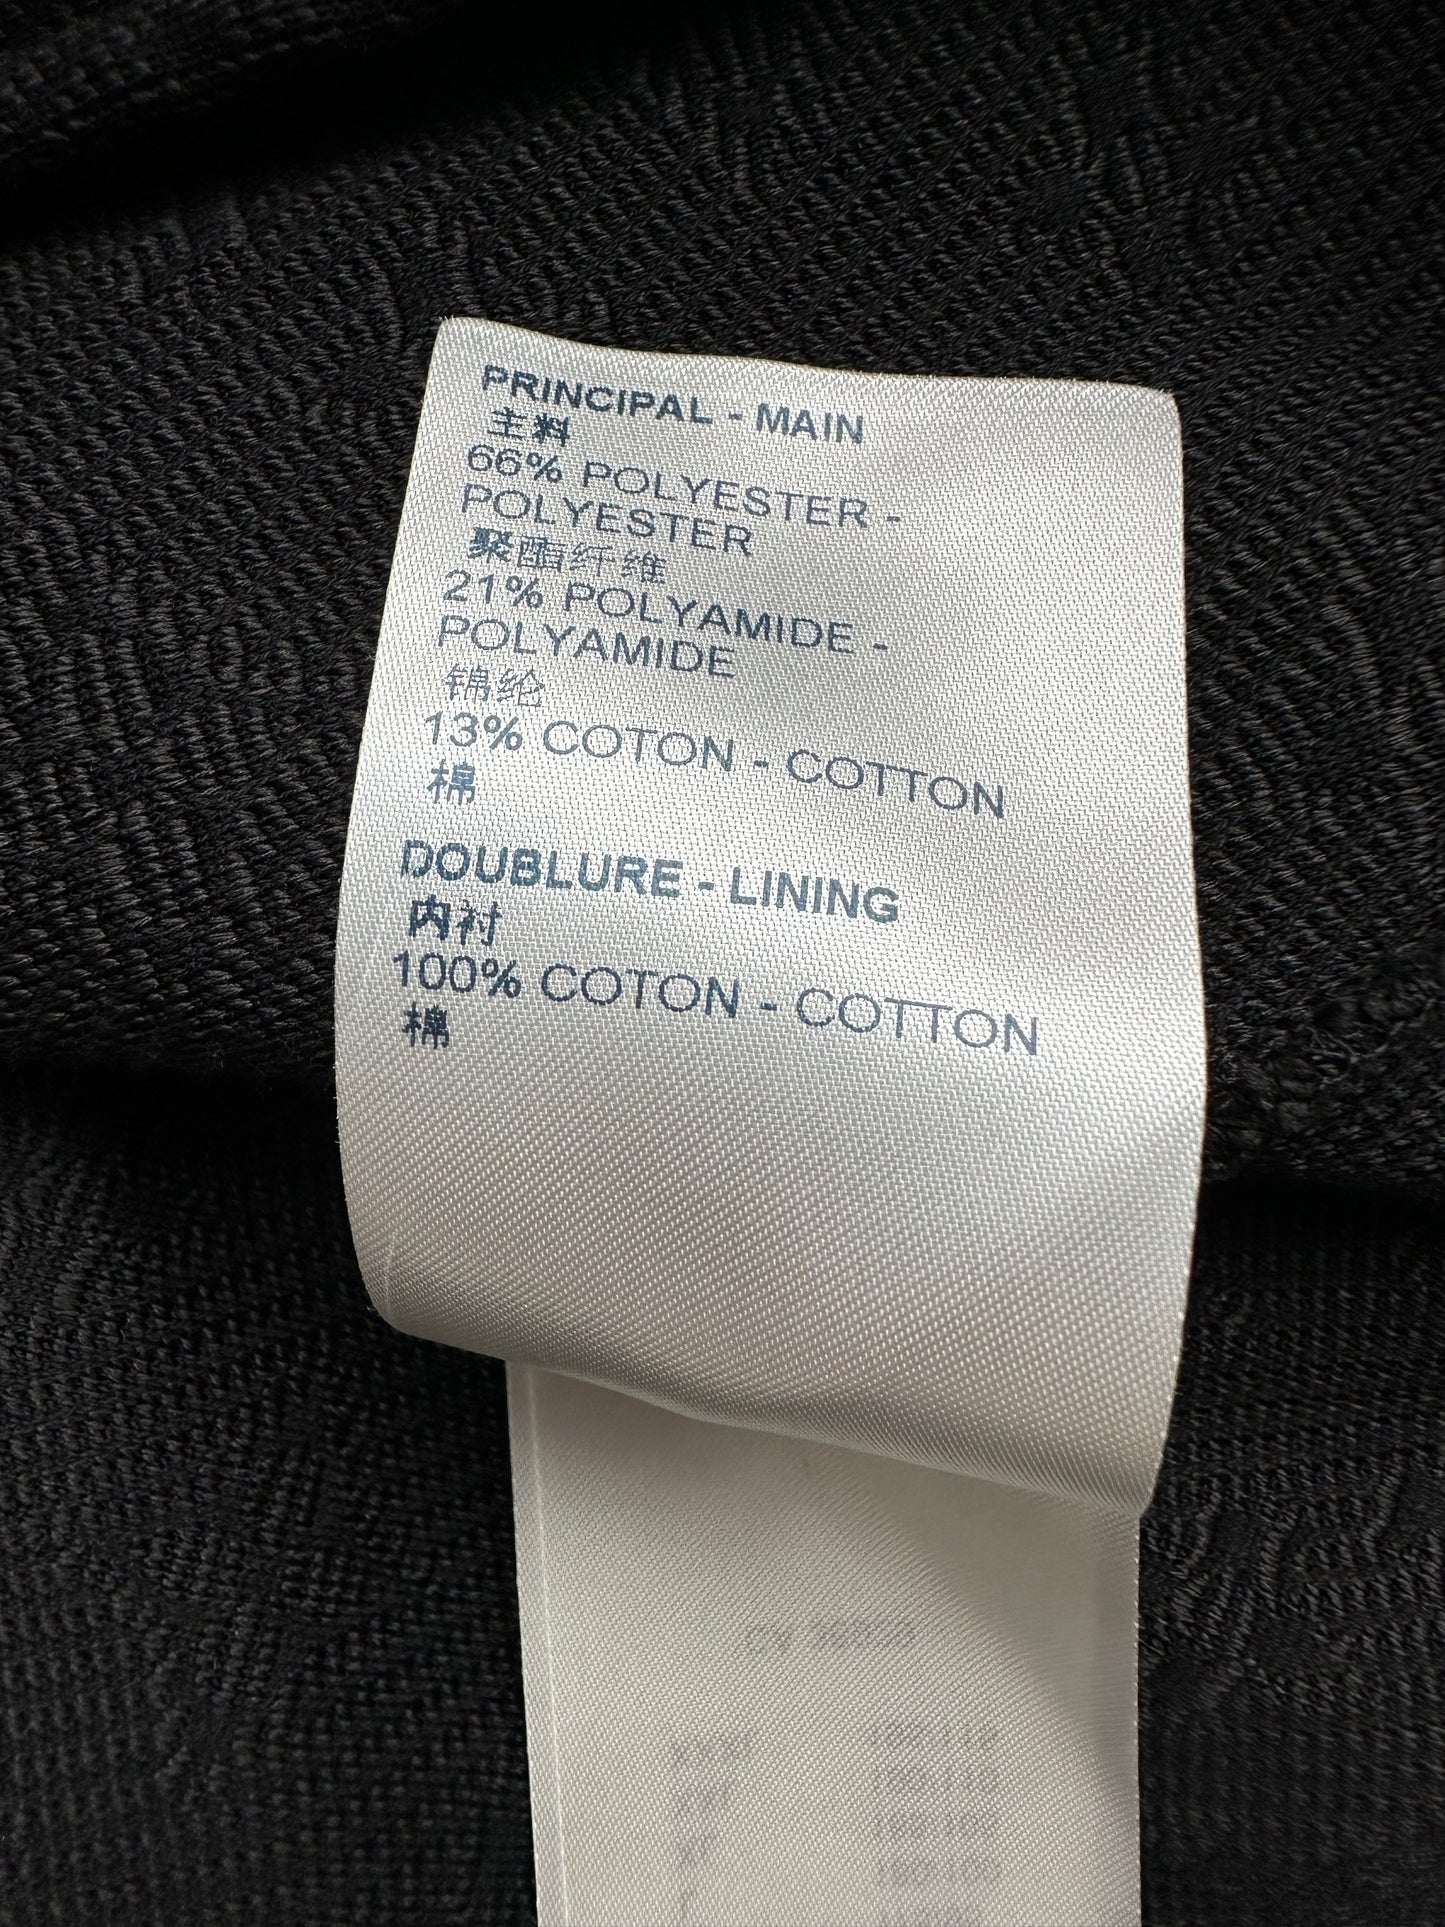 PRINCIPAL - MAIN
主料
66% POLYESTER -
POLYESTER
聚酯纤维
21% POLYAMIDE -
POLYAMIDE
锦纶
13% COTON - COTTON
棉
DOUBLURE - LINING
内衬
100% COTON - COTTON
棉